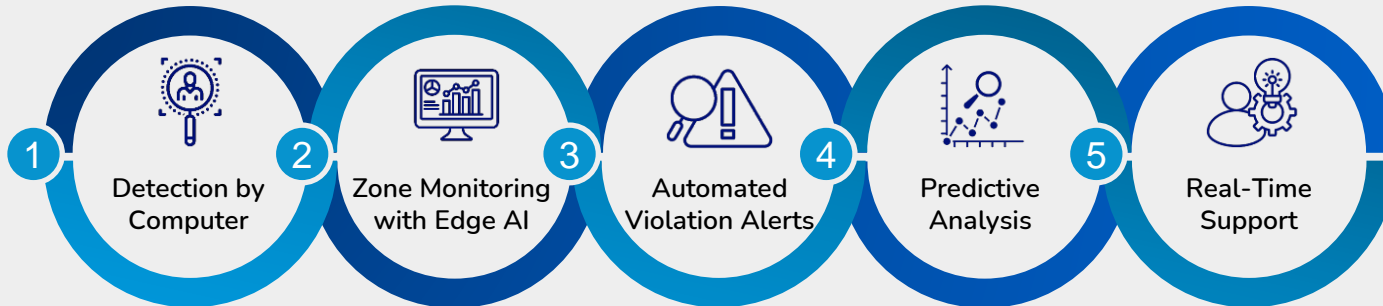 1
Detection by
Computer
2
Zone Monitoring
with Edge AI
3
Automated
Violation Alerts
4
Predictive
Analysis
5
Real-Time
Support